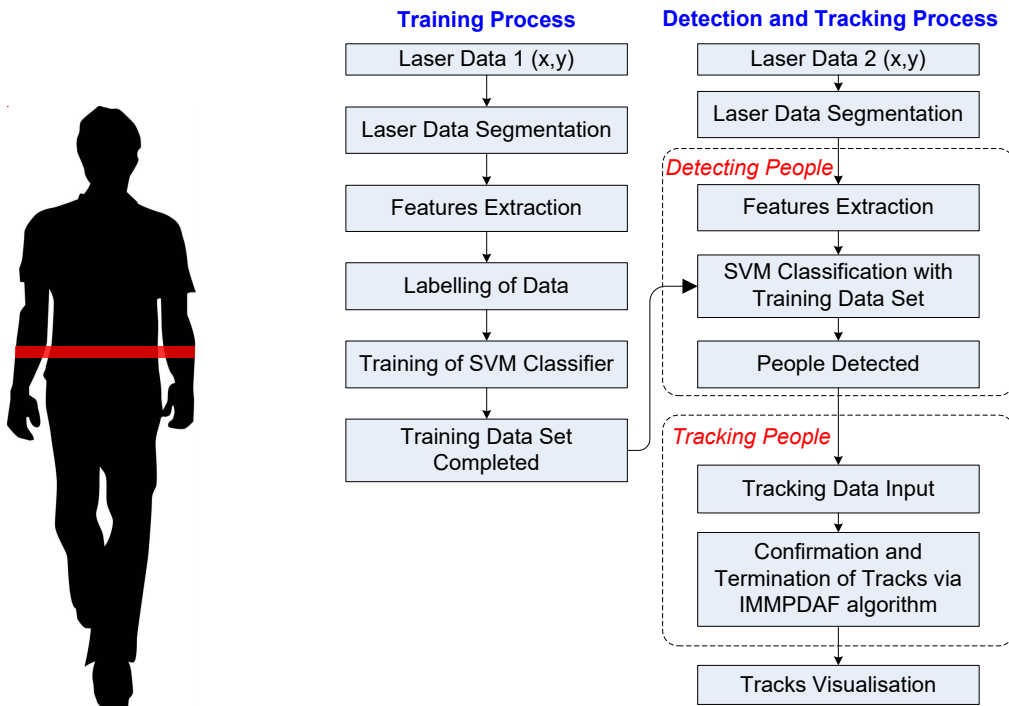 Training Process
Laser Data 1 (x,y)
Laser Data Segmentation
Features Extraction
Labelling of Data
Training of SVM Classifier
Training Data Set
Completed
Detection and Tracking Process
Laser Data 2 (x,y)
Laser Data Segmentation
Detecting People
Features Extraction
SVM Classification with
Training Data Set
People Detected
Tracking People
Tracking Data Input
Confirmation and
Termination of Tracks via
IMMPDAF algorithm
Tracks Visualisation